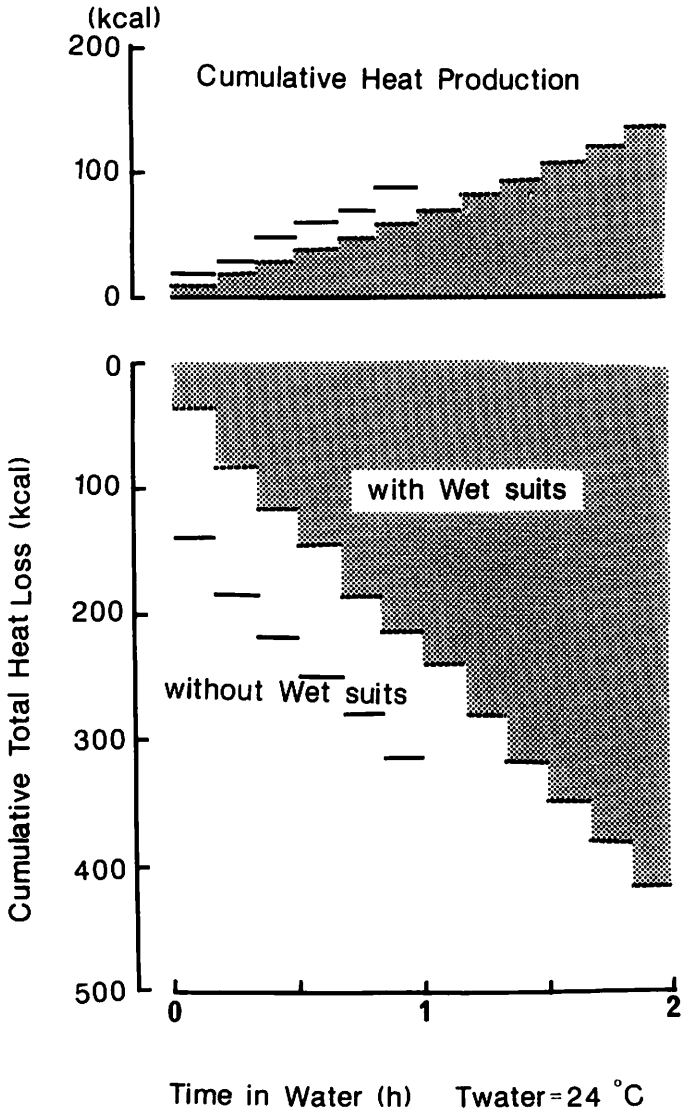 (kcal)
200
Cumulative Heat Production
100
0
0
100
with Wet suits
200
without Wet suits
300
400
500
Cumulative Total Heat Loss (kcal)
0 1 2
Time in Water (h) Twater=24 °C